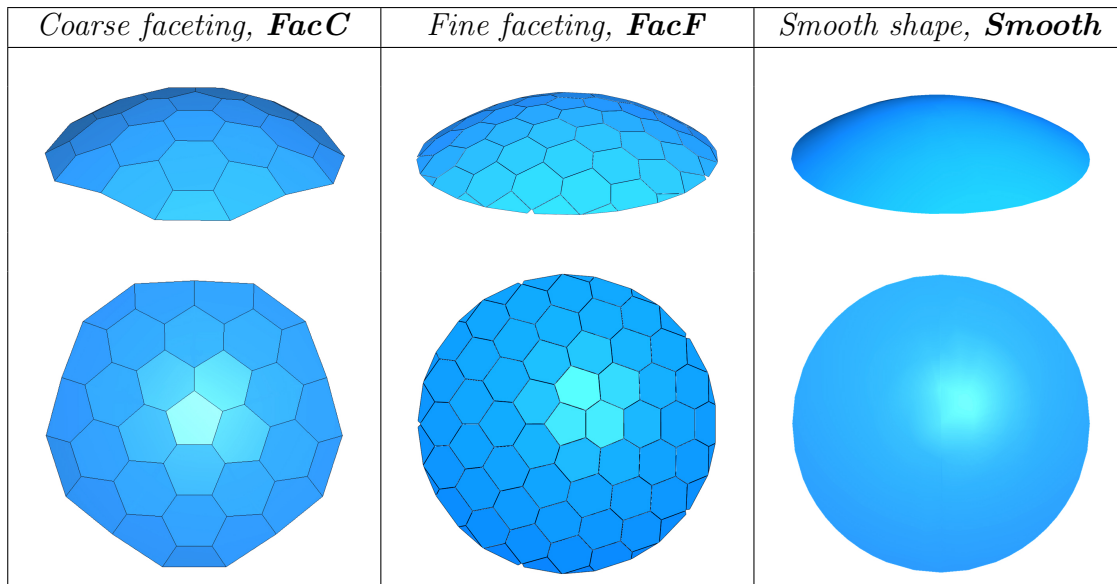 Coarse faceting, FacC
Fine faceting, FacF
Smooth shape, Smooth